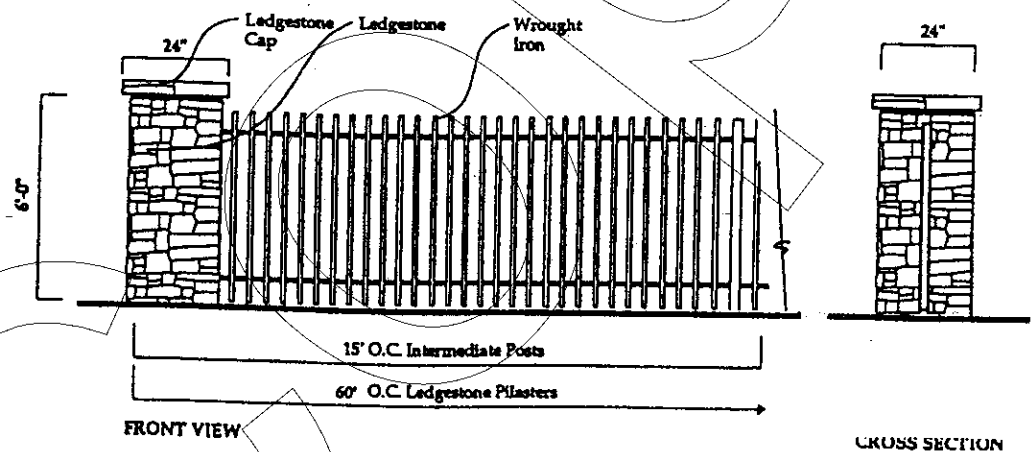 Ledgestone
Cap
Ledgestone
Wrought
Iron
24"
24"
6'-0"
15' O.C. Intermediate Posts
60' O.C. Ledgestone Pilasters
FRONT VIEW
CROSS SECTION